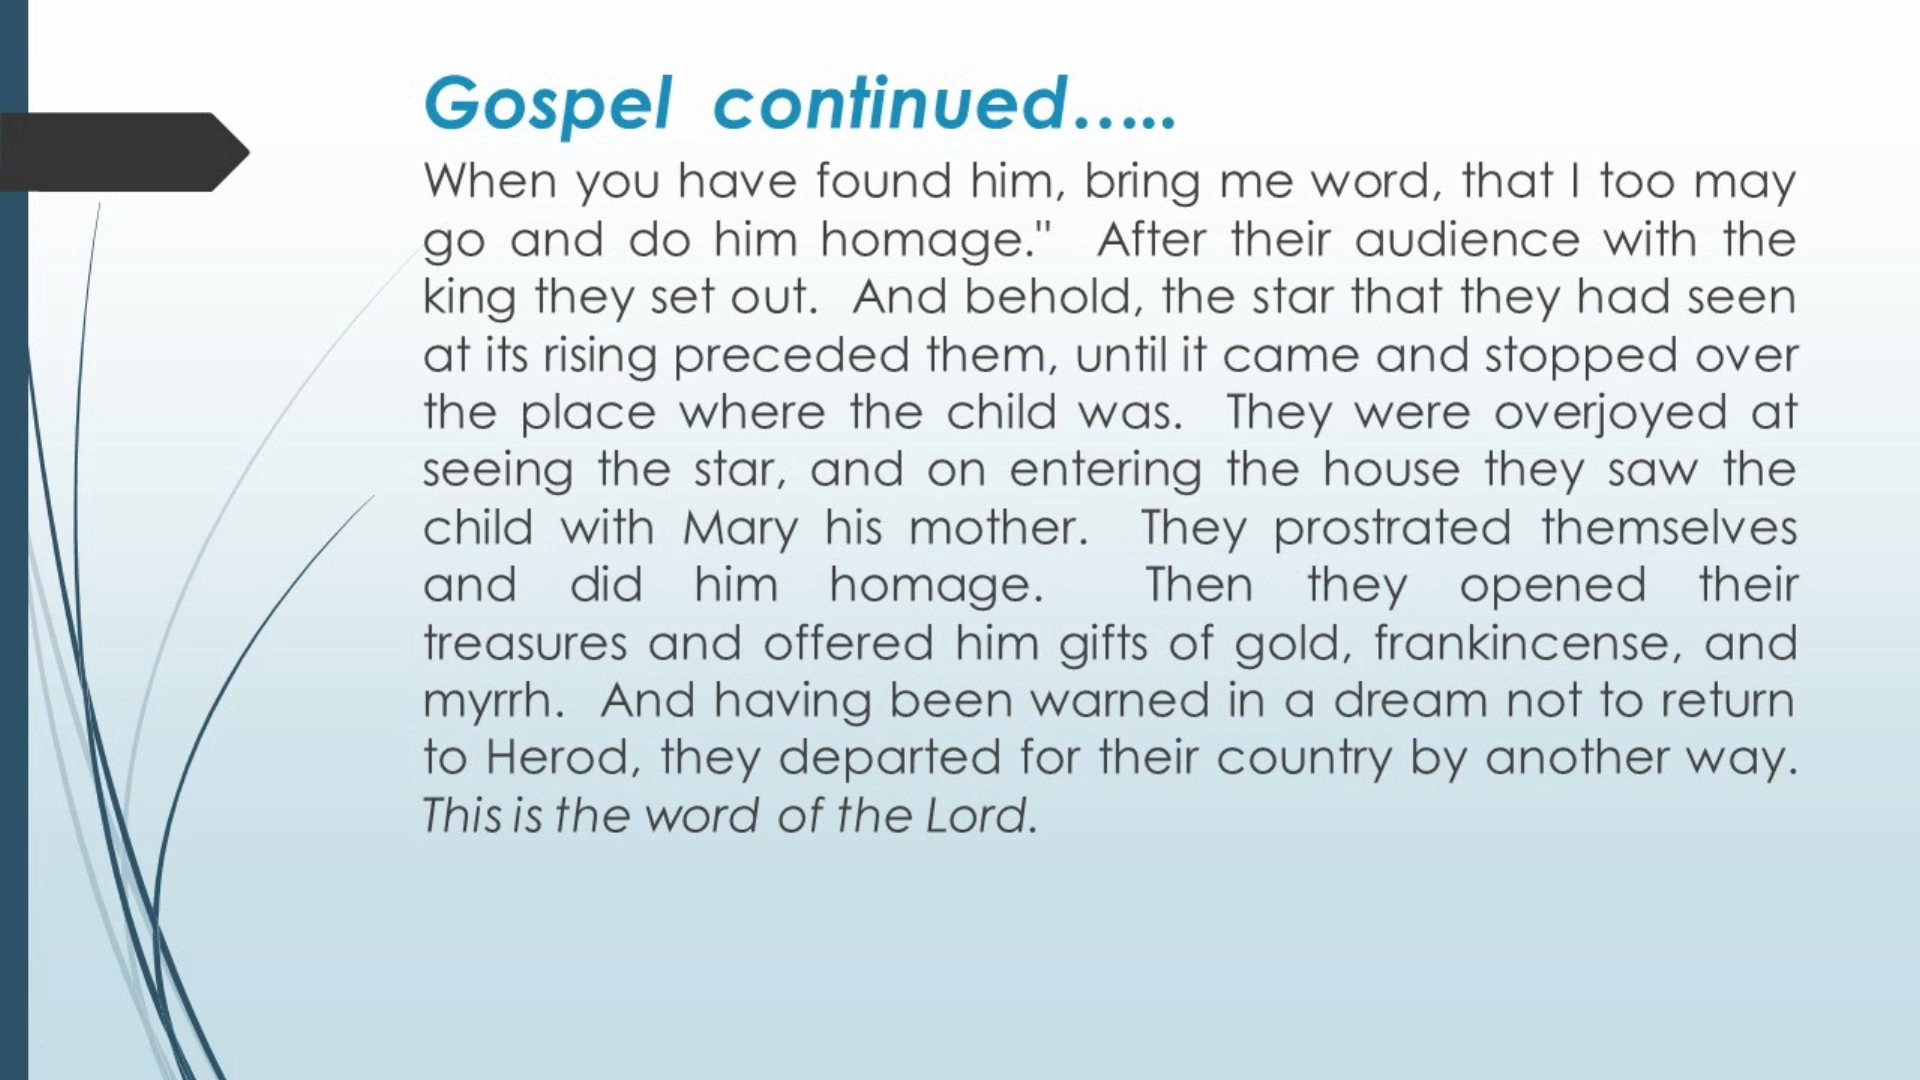 Gospel continued.....
When you have found him, bring me word, that I too may
go and do him homage." After their audience with the
king they set out. And behold, the star that they had seen
at its rising preceded them, until it came and stopped over
the place where the child was. They were overjoyed at
seeing the star, and on entering the house they saw the
child with Mary his mother. They prostrated themselves
and did him homage. Then they opened their
treasures and offered him gifts of gold, frankincense, and
myrrh. And having been warned in a dream not to return
to Herod, they departed for their country by another way.
This is the word of the Lord.